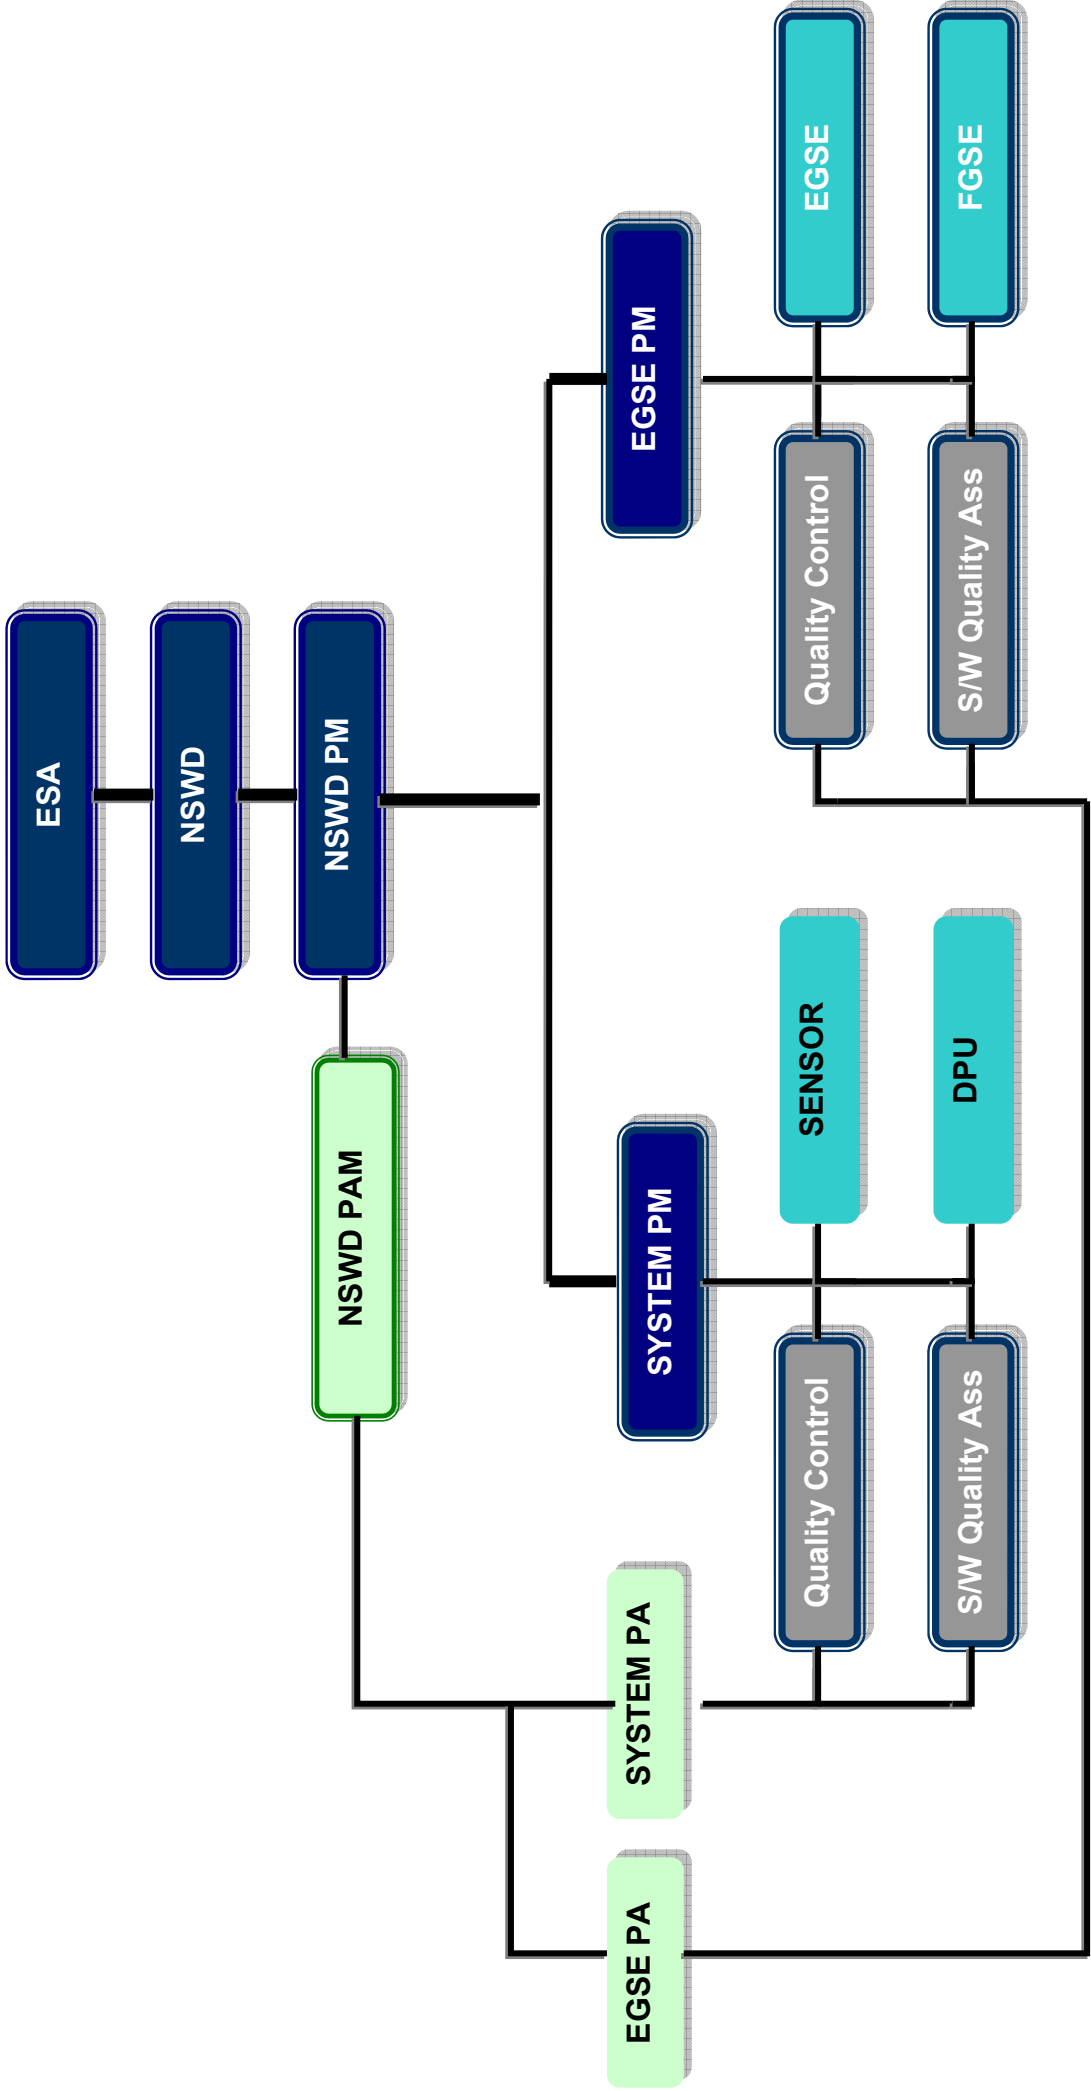 ESA
NSWD
NSWD PAM
NSWD PM
EGSE PA
SYSTEM PA
SYSTEM PM
EGSE PM
Quality Control
SENSOR
Quality Control
EGSE
S/W Quality Ass
DPU
S/W Quality Ass
FGSE